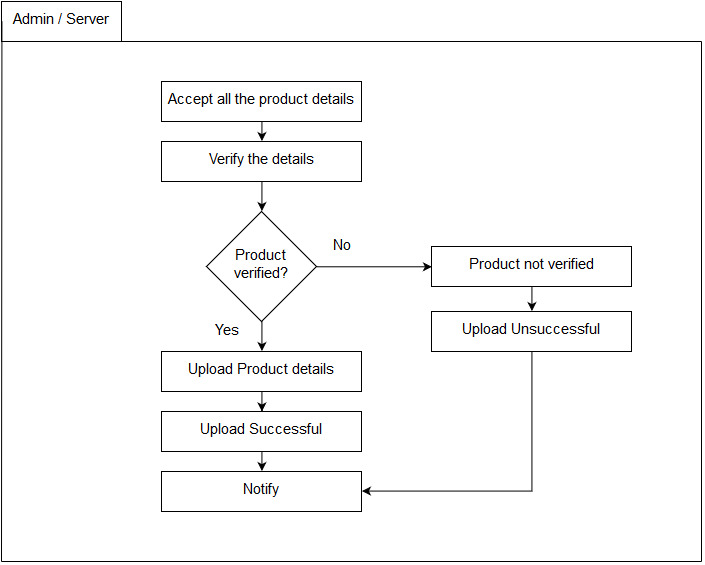 Admin / Server
Accept all the product details
Verify the details
Product
verified?
No
Product not verified
Upload Unsuccessful
Yes
Upload Product details
Upload Successful
Notify